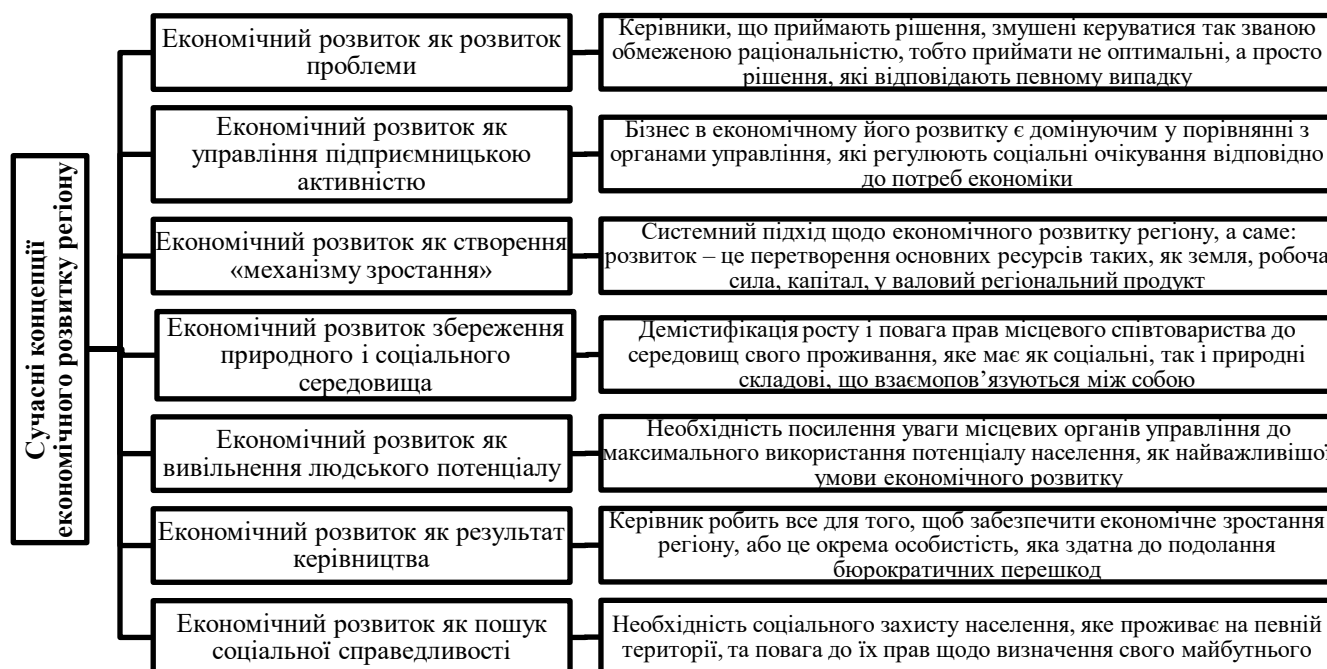 Сучасні концепції
економічного розвитку регіону
Економічний розвиток як розвиток
проблеми
Керівники, що приймають рішення, змушені керуватися так званою
обмеженою раціональністю, тобто приймати не оптимальні, а просто
рішення, які відповідають певному випадку
Економічний розвиток як
управління підприємницькою
активністю
Бізнес в економічному його розвитку є домінуючим у порівнянні з
органами управління, які регулюють соціальні очікування відповідно
до потреб економіки
Економічний розвиток як створення
«механізму зростання»
Системний підхід щодо економічного розвитку регіону, а саме:
розвиток – це перетворення основних ресурсів таких, як земля, робоча
сила, капітал, у валовий регіональний продукт
Економічний розвиток збереження
природного і соціального
середовища
Демістифікація росту і повага прав місцевого співтовариства до
середовищ свого проживання, яке має як соціальні, так і природні
складові, що взаємопов’язуються між собою
Економічний розвиток як
вивільнення людського потенціалу
Необхідність посилення уваги місцевих органів управління до
максимального використання потенціалу населення, як найважливішої
умови економічного розвитку
Економічний розвиток як результат
керівництва
Керівник робить все для того, щоб забезпечити економічне зростання
регіону, або це окрема особистість, яка здатна до подолання
бюрократичних перешкод
Економічний розвиток як пошук
соціальної справедливості
Необхідність соціального захисту населення, яке проживає на певній
території, та повага до їх прав щодо визначення свого майбутнього